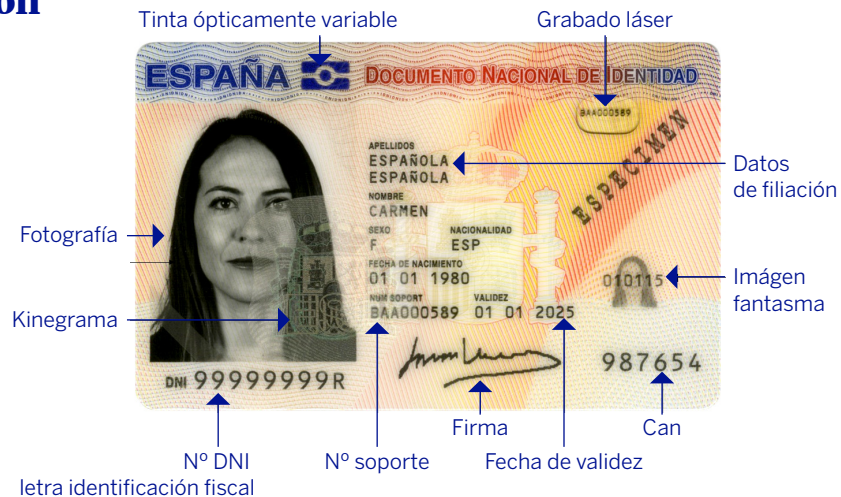 ón
Tinta ópticamente variable
Grabado láser
ESPAÑA
DOCUMENTO NACIONAL DE IDENTIDAD
BAA000589
ESPECIMEN
APELLIDOS
ESPAÑOLA
ESPAÑOLA
Datos
de filiación
NOMBRE
CARMEN
SEXO NACIONALIDAD
F ESP
Fotografía
FECHA DE NACIMIENTO
01 01 1980
010115
Imágen
fantasma
NUM SOPORT VALIDEZ
BAA000589 01 01 2025
Kinegrama
DNI 99999999R
987654
Firma
Can
Nº DNI
letra identificación fiscal
Nº soporte
Fecha de validez